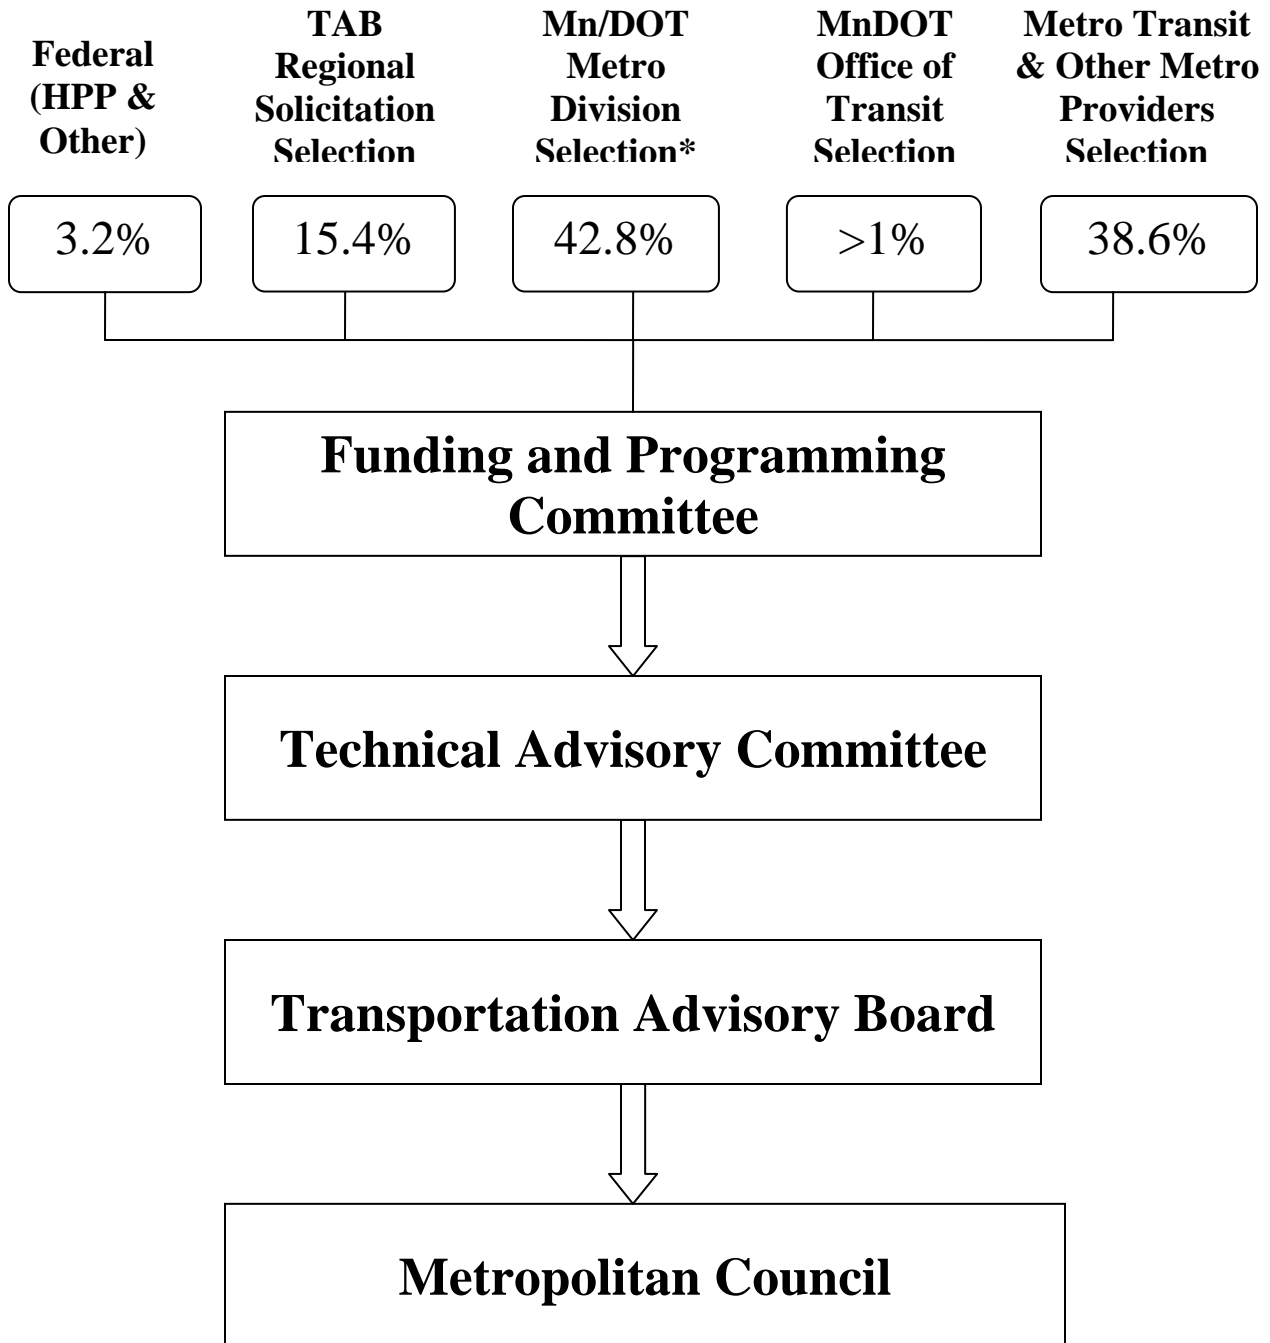 Federal
(HPP &
Other)
TAB
Regional
Solicitation
Selection
Mn/DOT
Metro
Division
Selection*
MnDOT
Office of
Transit
Selection
Metro Transit
& Other Metro
Providers
Selection
3.2%
15.4%
42.8%
>1%
38.6%
Funding and Programming
Committee
Technical Advisory Committee
Transportation Advisory Board
Metropolitan Council